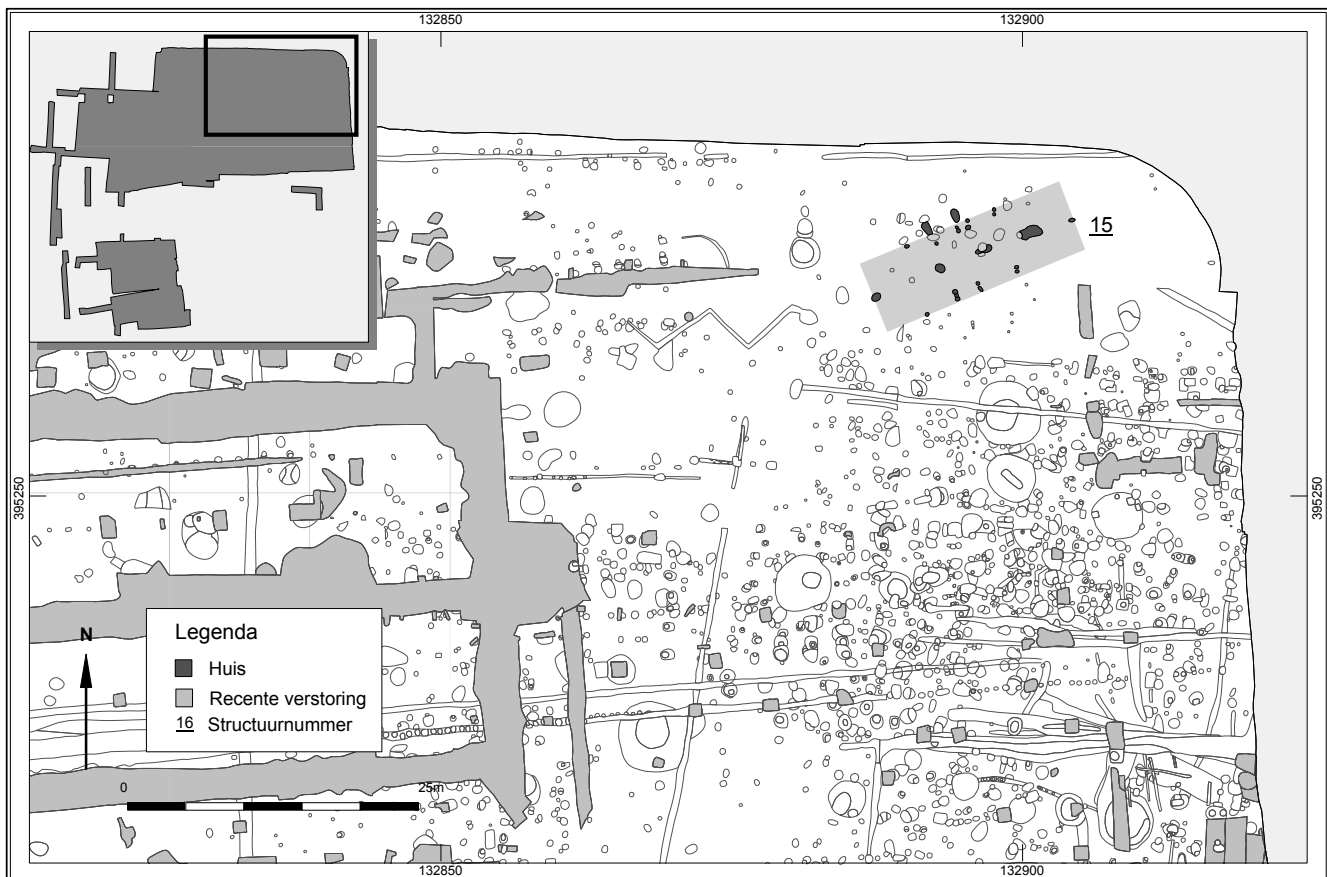 132850
132900
15
395250
395250
N
Legenda
Huis
Recente verstoring
16 Structuurnummer
0
25m
132850
132900